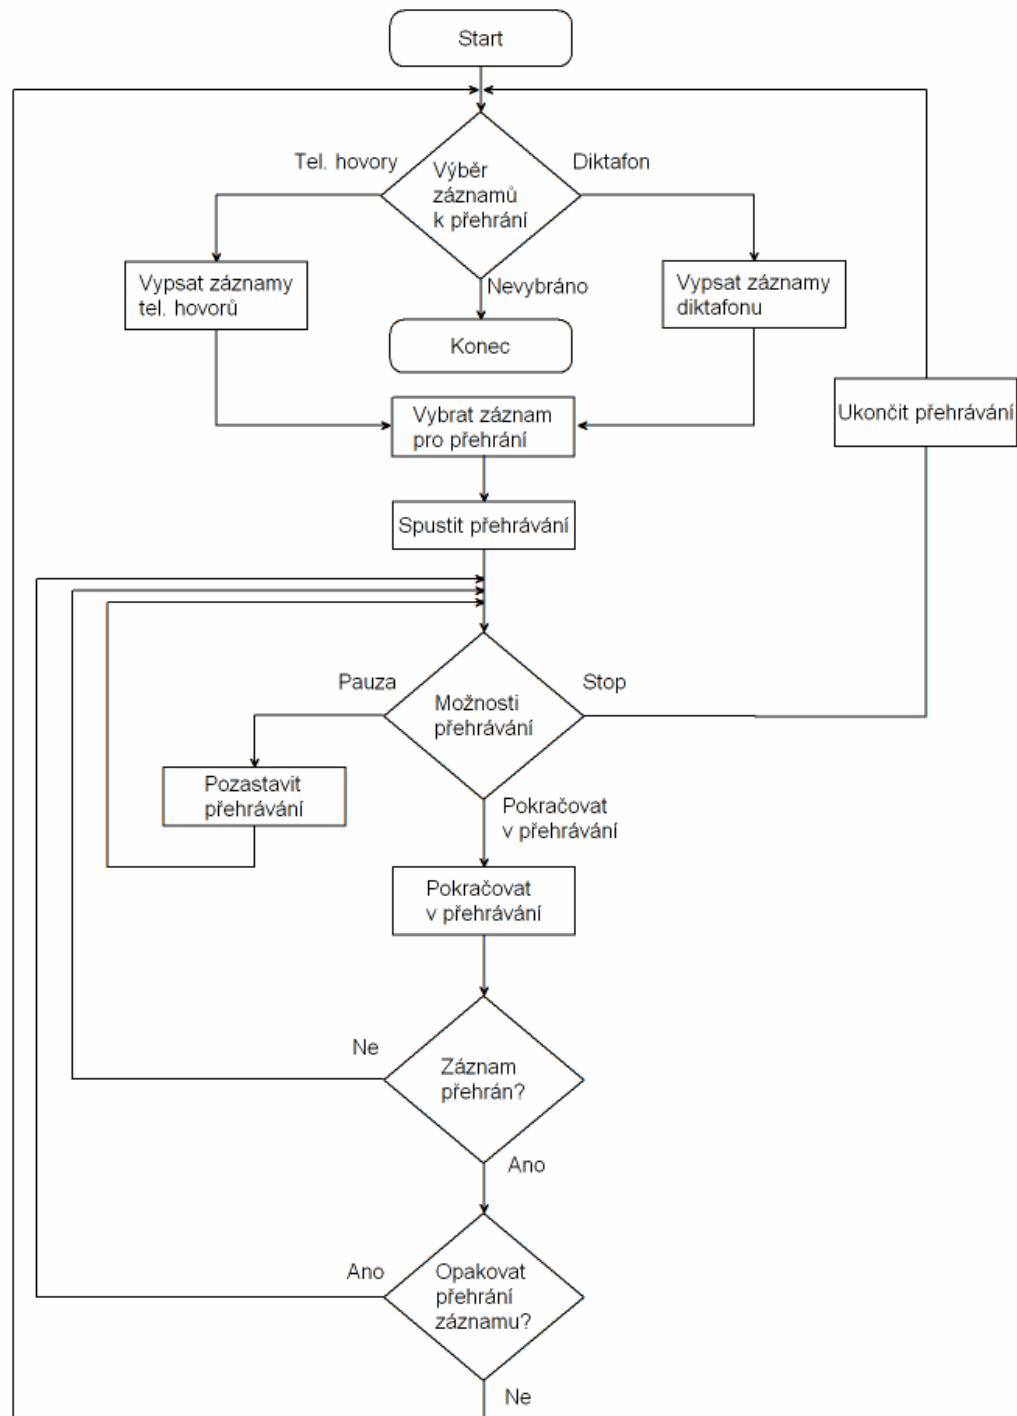 Start
Tel. hovory
Diktafon
Výběr
záznamů
k přehrání
Vypsat záznamy
tel. hovorů
Nevybráno
Vypsat záznamy
diktafonu
Konec
Vybrat záznam
pro přehrání
Ukončit přehrávání
Spustit přehrávání
Pauza
Stop
Možnosti
přehrávání
Pozastavit
přehrávání
Pokračovat
v přehrávání
Pokračovat
v přehrávání
Ne
Záznam
přehrán?
Ano
Ano
Opakovat
přehrání
záznamu?
Ne